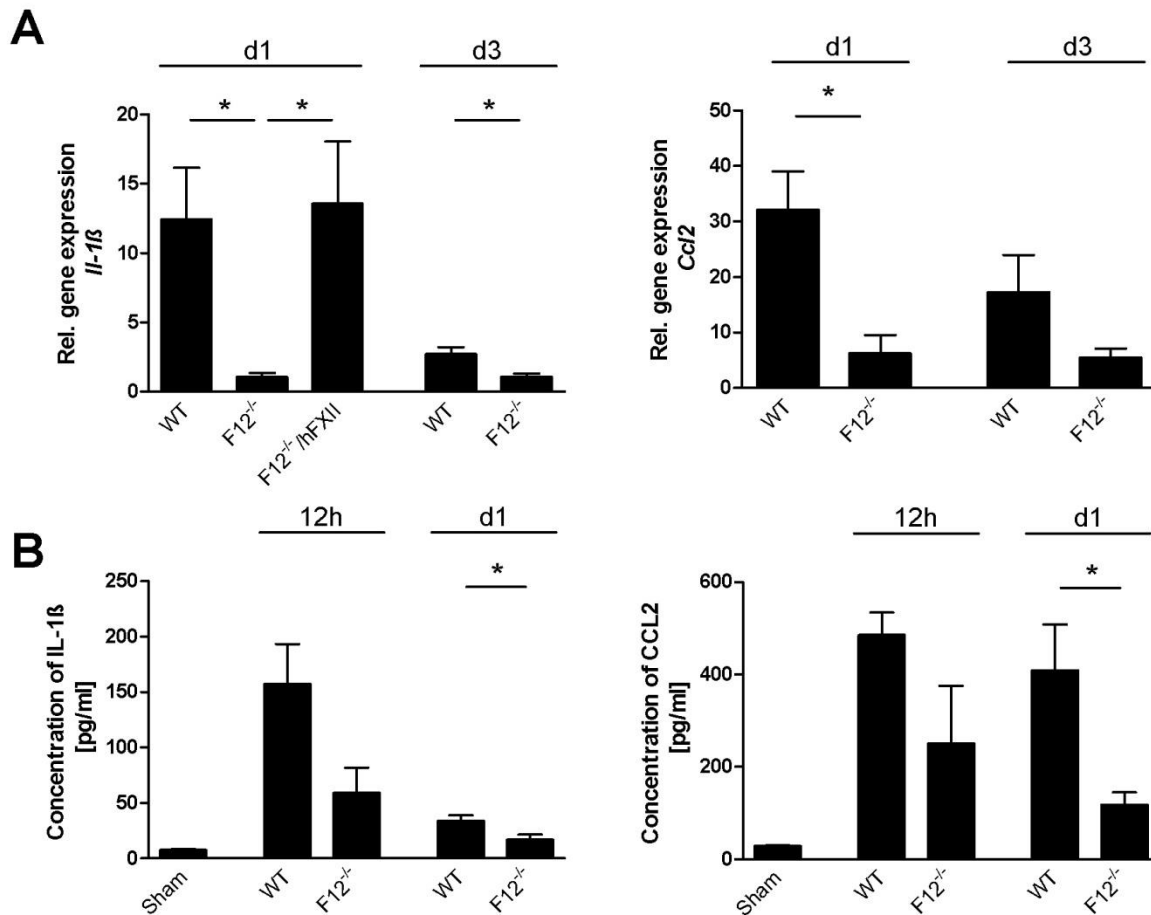 A
d1
d3
*
*
*
20
15
10
5
0
Rel. gene expression
Il-1ß
WT
F12-/-
F12-/-/hFXII
WT
F12-/-
d1
d3
*
50
40
30
20
10
0
Rel. gene expression
Ccl2
WT
F12-/-
WT
F12-/-
B
12h
d1
*
250
200
150
100
50
0
Concentration of IL-1ß
[pg/ml]
Sham
WT
F12-/-
WT
F12-/-
12h
d1
*
600
400
200
0
Concentration of CCL2
[pg/ml]
Sham
WT
F12-/-
WT
F12-/-